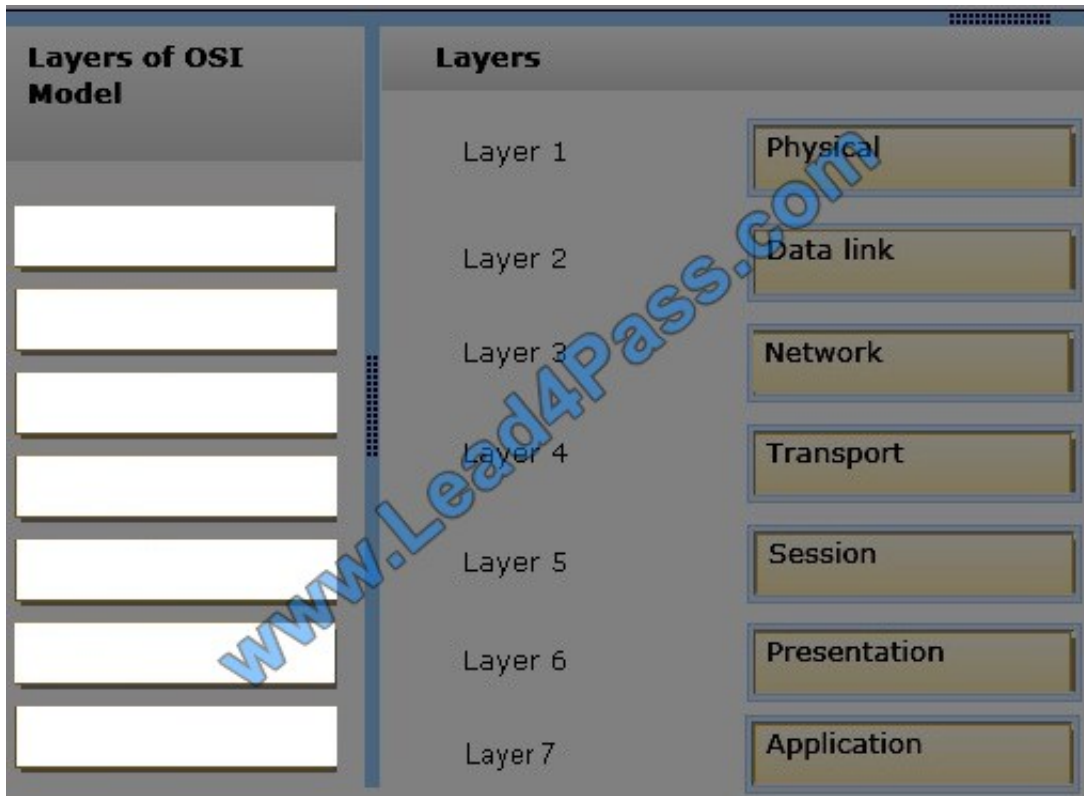 Layers of OSI
Model
Layers
Layer 1
Physical
Layer 2
Data link
Layer 3
Network
Layer 4
Transport
Layer 5
Session
Layer 6
Presentation
Layer 7
Application
www.Lead4Pass.com